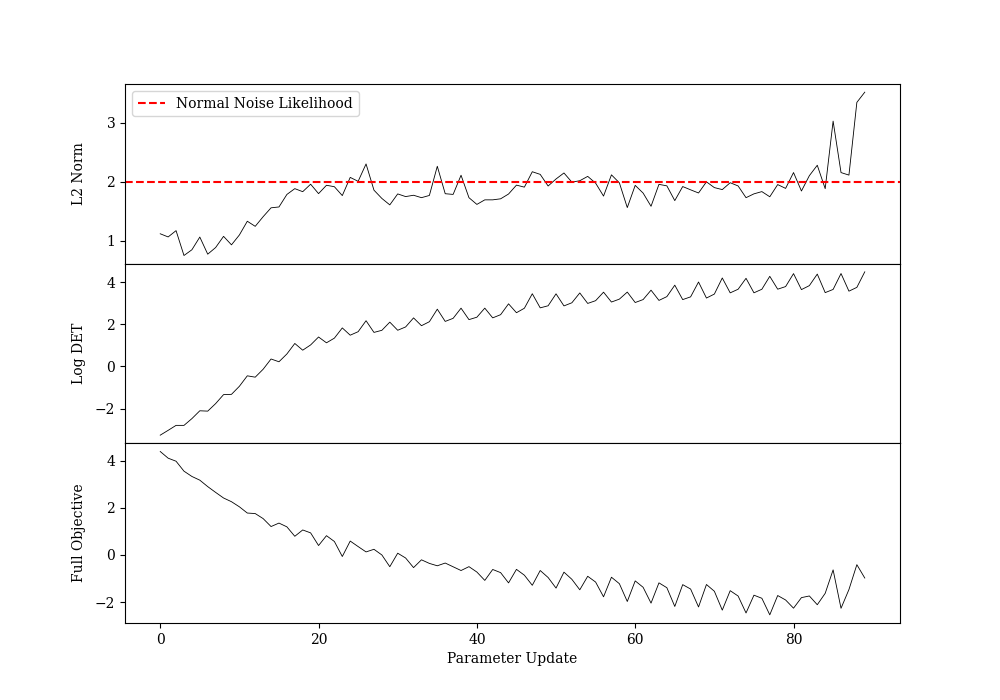 Normal Noise Likelihood
3
2
1
L2 Norm
4
2
0
−2
Log DET
4
2
0
−2
Full Objective
0 20 40 60 80
Parameter Update